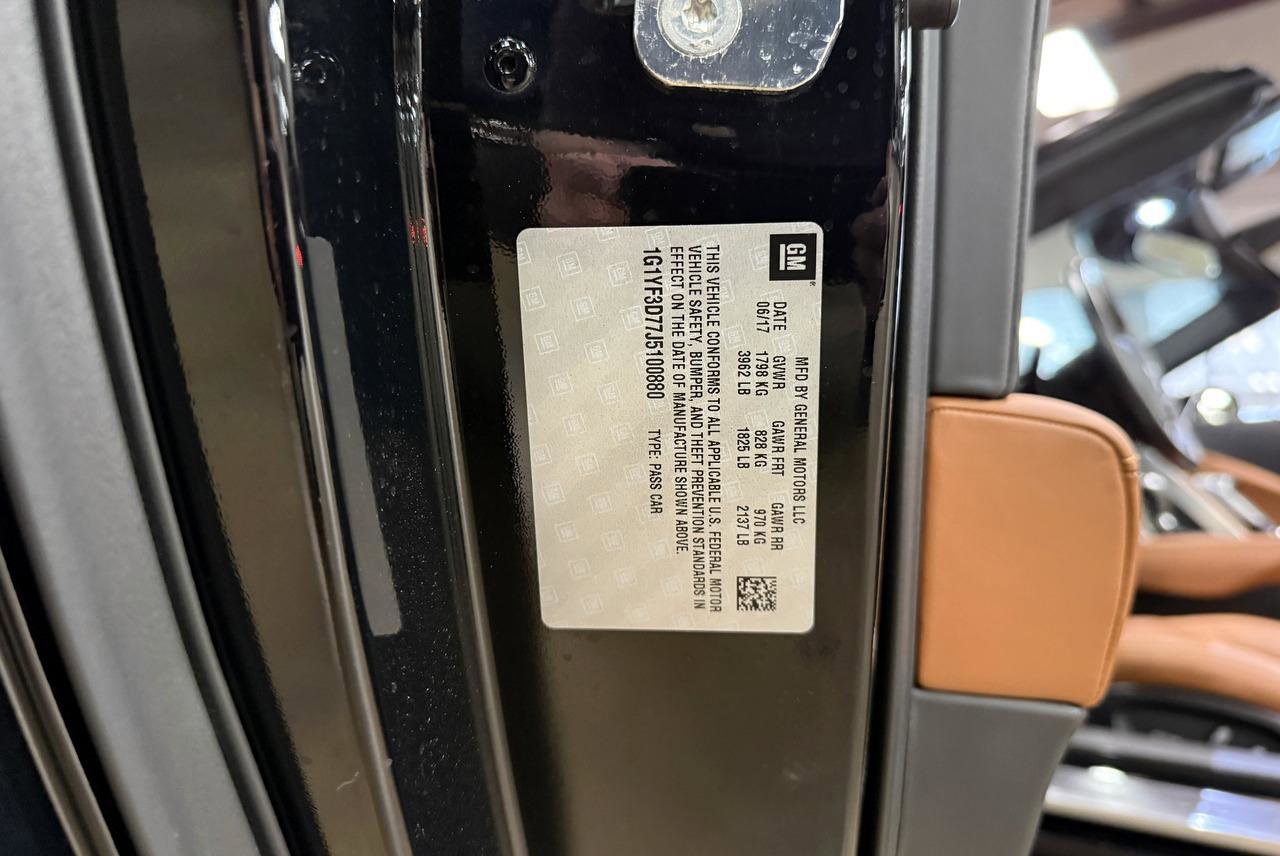 GM
MFD BY GENERAL MOTORS LLC
DATE GVWR GAWR FRT GAWR RR
06/17 1798 KG 828 KG 970 KG
3962 LB 1825 LB 2137 LB
THIS VEHICLE CONFORMS TO ALL APPLICABLE U.S. FEDERAL MOTOR
VEHICLE SAFETY, BUMPER, AND THEFT PREVENTION STANDARDS IN
EFFECT ON THE DATE OF MANUFACTURE SHOWN ABOVE.
1G1YF3D77J5100880 TYPE: PASS CAR